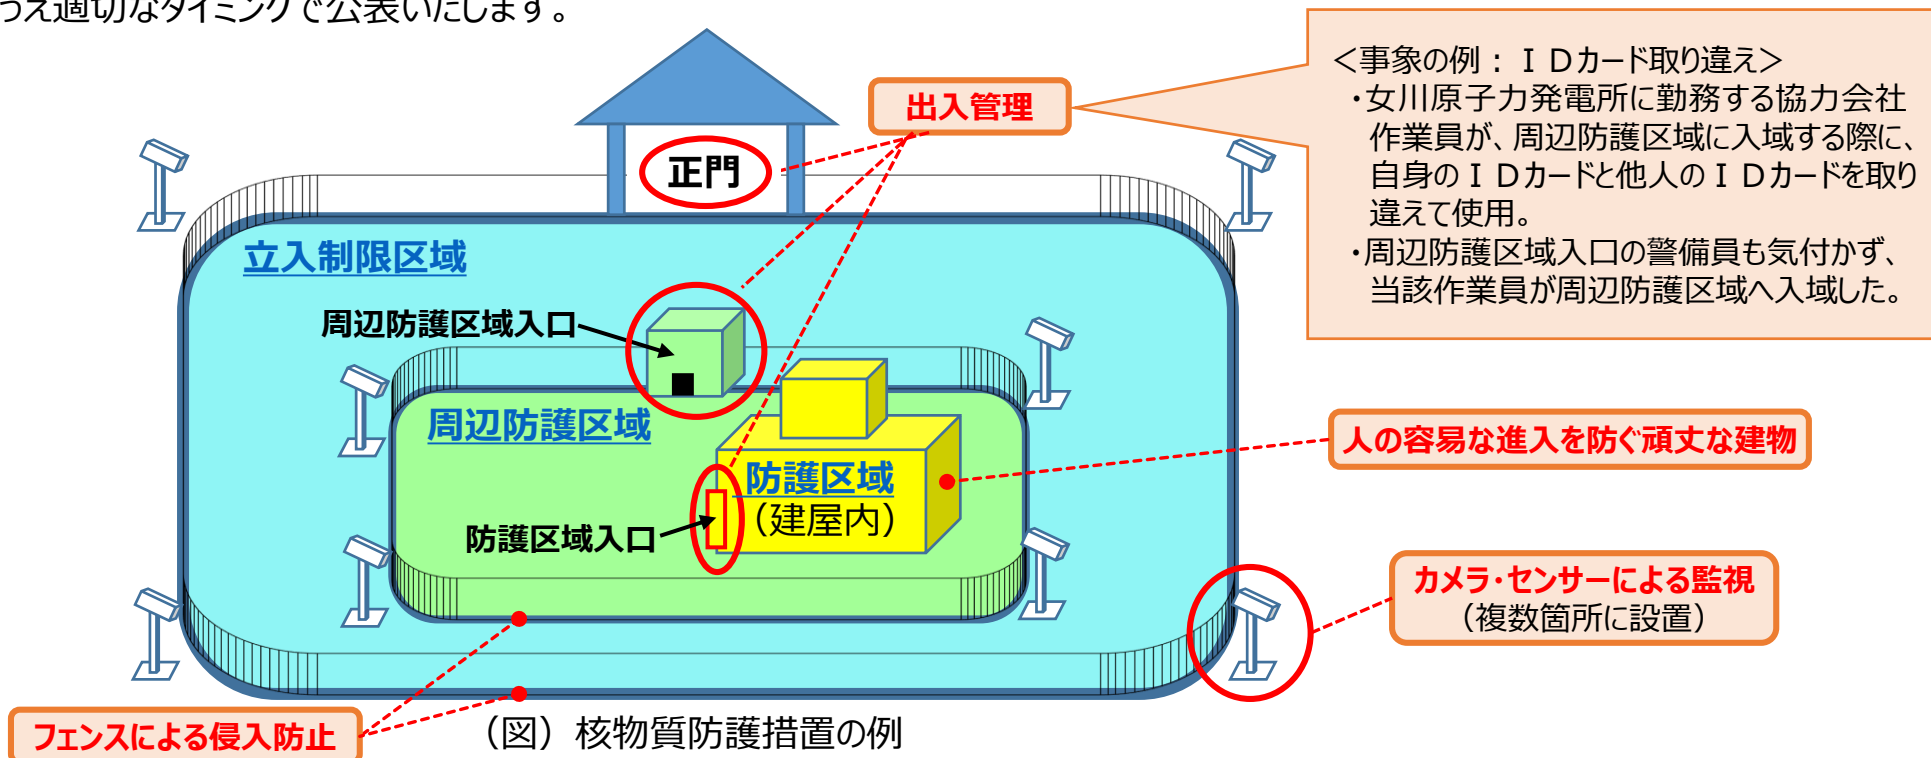 うえ適切なタイミングで公表いたします。
＜事象の例：ＩＤカード取り違え＞
・女川原子力発電所に勤務する協力会社
作業員が、周辺防護区域に入域する際に、
自身のＩＤカードと他人のＩＤカードを取り
違えて使用。
・周辺防護区域入口の警備員も気付かず、
当該作業員が周辺防護区域へ入域した。
出入管理
正門
立入制限区域
周辺防護区域入口
周辺防護区域
人の容易な進入を防ぐ頑丈な建物
防護区域
（建屋内）
防護区域入口
カメラ・センサーによる監視
（複数箇所に設置）
フェンスによる侵入防止
（図）核物質防護措置の例